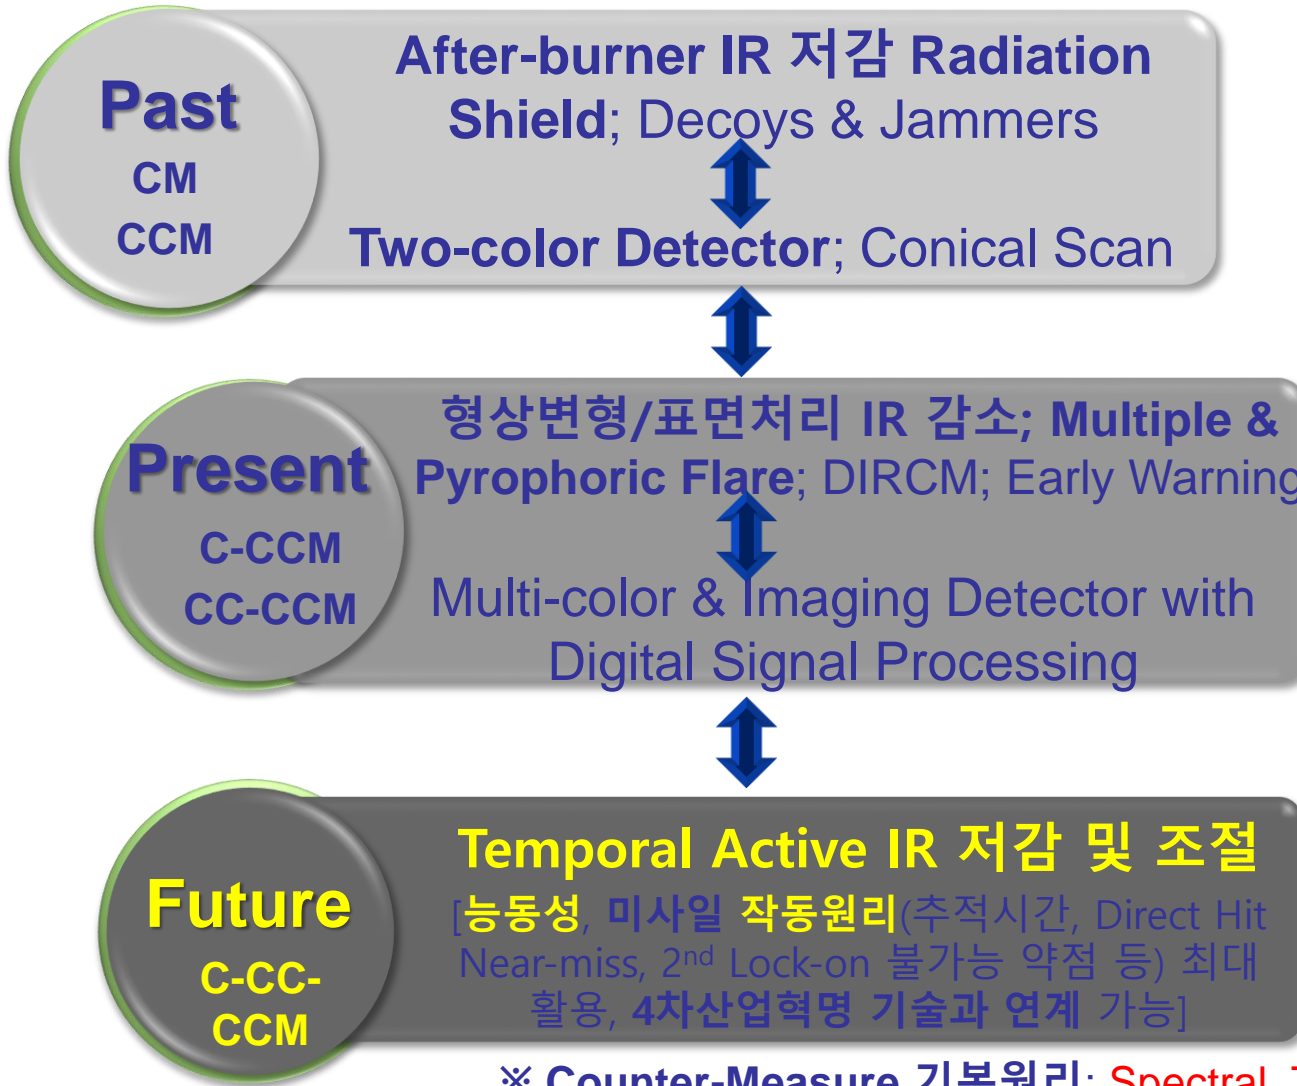 Past
CM
CCM
After-burner IR 저감 Radiation
Shield; Decoys & Jammers
Two-color Detector; Conical Scan
Present
C-CCM
CC-CCM
형상변형/표면처리 IR 감소; Multiple &
Pyrophoric Flare; DIRCM; Early Warning
Multi-color & Imaging Detector with
Digital Signal Processing
Future
C-CC-
CCM
Temporal Active IR 저감 및 조절
[능동성, 미사일 작동원리(추적시간, Direct Hit
Near-miss, 2nd Lock-on 불가능 약점 등) 최대
활용, 4차산업혁명 기술과 연계 가능]
※ Counter-Measure 기본원리: Spectral